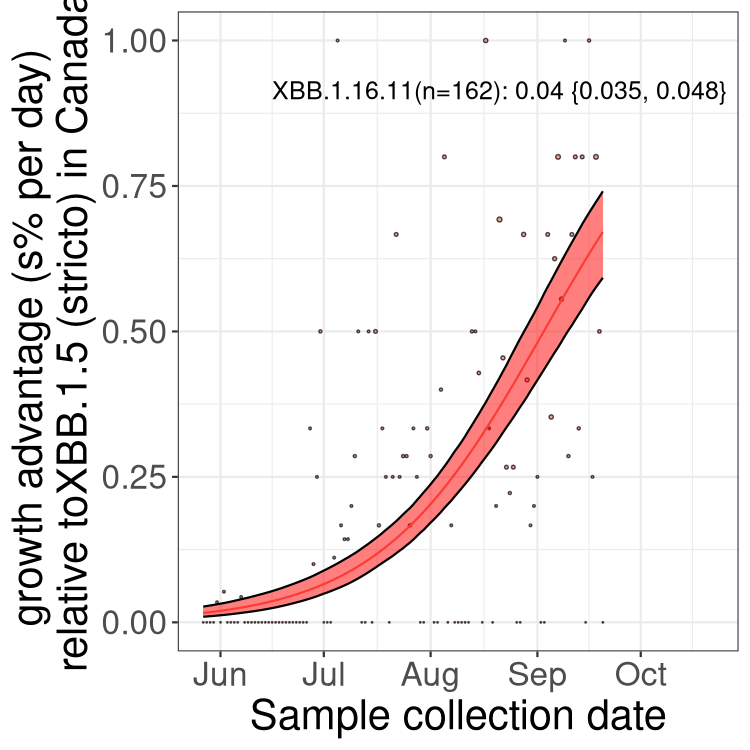 growth advantage (s% per day)
relative toXBB.1.5 (stricto) in Canada
1.00
0.75
0.50
0.25
0.00
XBB.1.16.11(n=162): 0.04 {0.035, 0.048}
Jun Jul Aug Sep Oct
Sample collection date